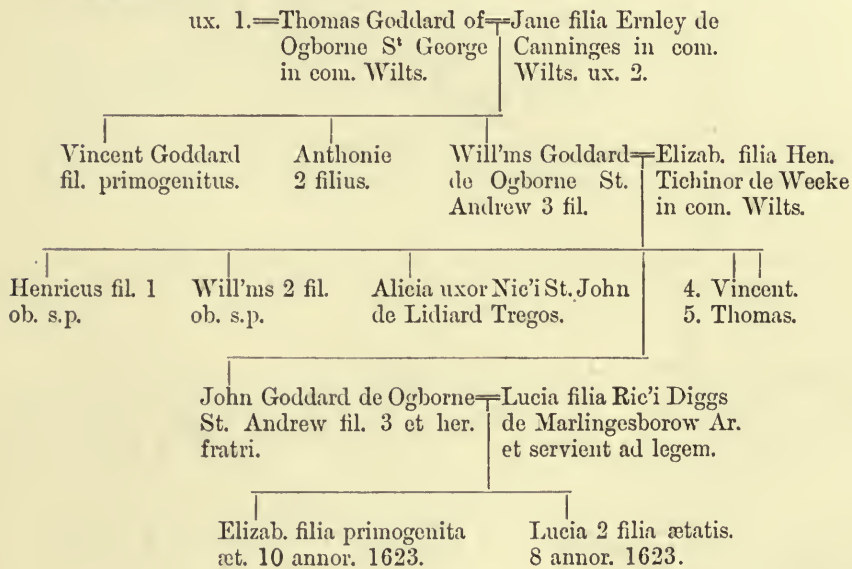 ux. 1.=Thomas Goddard of=Jane filia Ernley de
Ogborne Sᵗ George Canninges in com.
in com. Wilts. Wilts. ux. 2.
Vincent Goddard Anthonie Will'ms Goddard=Elizab. filia Hen.
fil. primogenitus. 2 filius. de Ogborne St. Tichinor de Weeke
Andrew 3 fil. in com. Wilts.
Henricus fil. 1 Will'ms 2 fil. Alicia uxor Nic'i St. John 4. Vincent.
ob. s.p. ob. s.p. de Lidiard Tregos. 5. Thomas.
John Goddard de Ogborne=Lucia filia Ric'i Diggs
St. Andrew fil. 3 et her. de Marlingesborow Ar.
fratri. et servient ad legem.
Elizab. filia primogenita Lucia 2 filia ætatis.
æt. 10 annor. 1623. 8 annor. 1623.